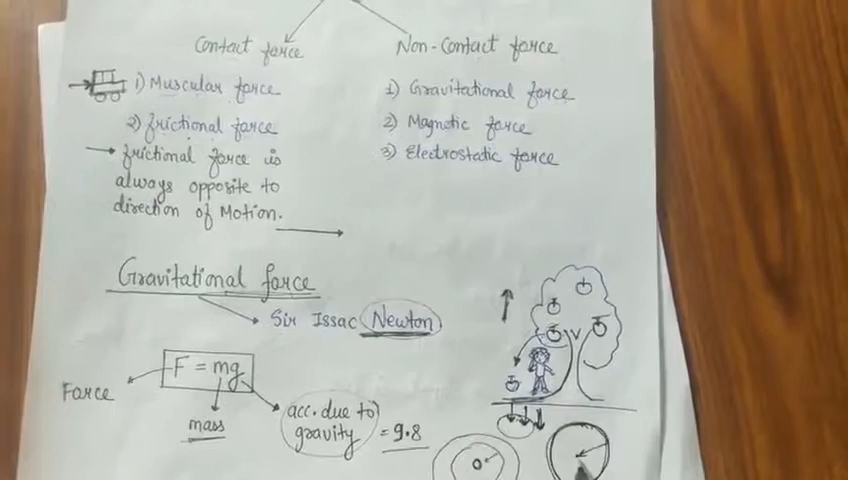 Contact force
Non-Contact force
1) Muscular force
2) frictional force
frictional force is
always opposite to
direction of Motion.
1) Gravitational force
2) Magnetic force
3) Electrostatic force
Gravitational force
Sir Issac Newton
F = mg
Force
mass
acc. due to
gravity = 9.8